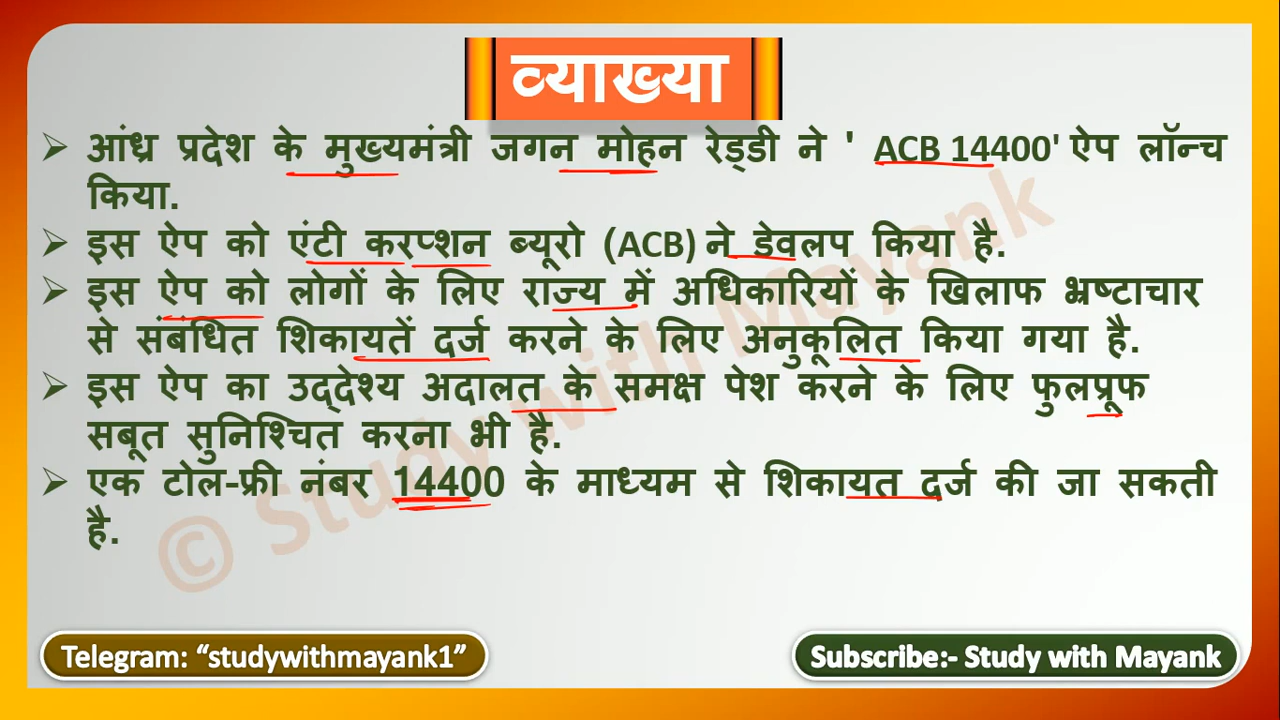 व्याख्या
➢ आंध्र प्रदेश के मुख्यमंत्री जगन मोहन रेड्डी ने ' ACB 14400' ऐप लॉन्च
किया.
➢ इस ऐप को एंटी करप्शन ब्यूरो (ACB) ने डेवलप किया है.
➢ इस ऐप को लोगों के लिए राज्य में अधिकारियों के खिलाफ भ्रष्टाचार
से संबंधित शिकायतें दर्ज करने के लिए अनुकूलित किया गया है.
➢ इस ऐप का उद्देश्य अदालत के समक्ष पेश करने के लिए फुलप्रूफ
सबूत सुनिश्चित करना भी है.
➢ एक टोल-फ्री नंबर 14400 के माध्यम से शिकायत दर्ज की जा सकती
है.
© Study with Mayank
Telegram: “studywithmayank1”
Subscribe:- Study with Mayank